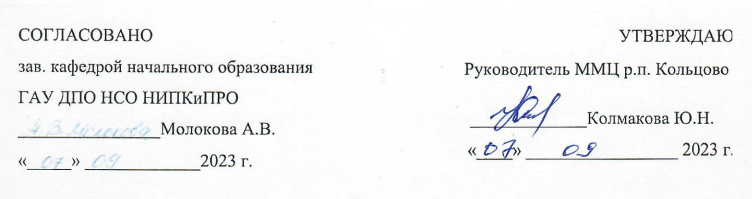 СОГЛАСОВАНО
зав. кафедрой начального образования
ГАУ ДПО НСО НИПКиПРО
А.В.Молокова Молокова А.В.
« 07 » 09 2023 г.
УТВЕРЖДАЮ
Руководитель ММЦ р.п. Кольцово
Колмакова Ю.Н.
« 07 » 09 2023 г.